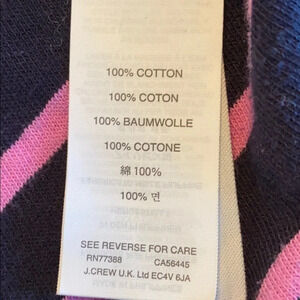 100% COTTON
100% COTON
100% BAUMWOLLE
100% COTONE
綿 100%
100% 면
SEE REVERSE FOR CARE
RN77388 CA56445
J.CREW U.K. Ltd EC4V 6JA